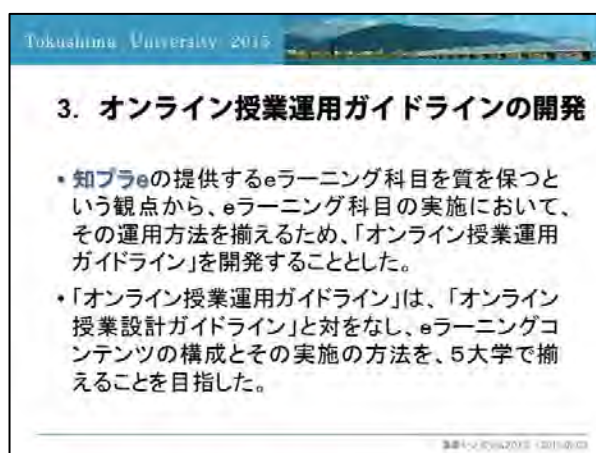 Tokushima University 2015
3. オンライン授業運用ガイドラインの開発
• 知プラeの提供するeラーニング科目を質を保つと
いう観点から、eラーニング科目の実施において、
その運用方法を揃えるため、「オンライン授業運用
ガイドライン」を開発することとした。
• 「オンライン授業運用ガイドライン」は、「オンライン
授業設計ガイドライン」と対をなし、eラーニングコ
ンテンツの構成とその実施の方法を、5大学で揃
えることを目指した。